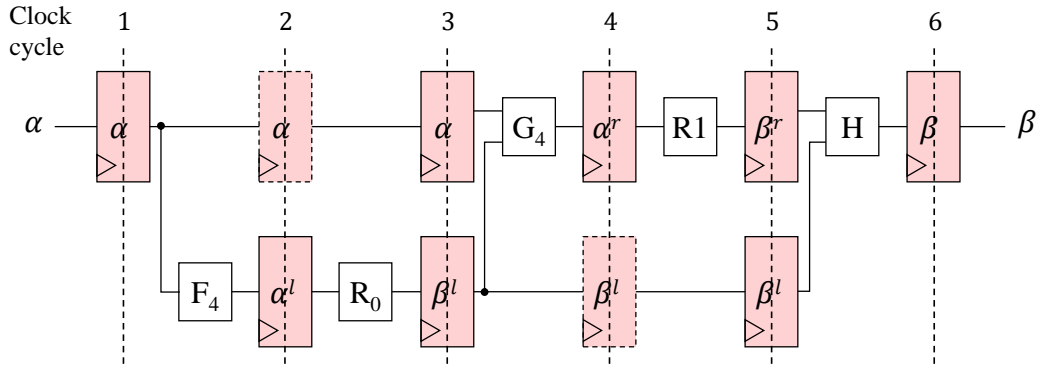 Clock
cycle
1 2 3 4 5 6
α α α α G₄ αʳ R1 βʳ H β β
F₄ αˡ R₀ βˡ βˡ βˡ